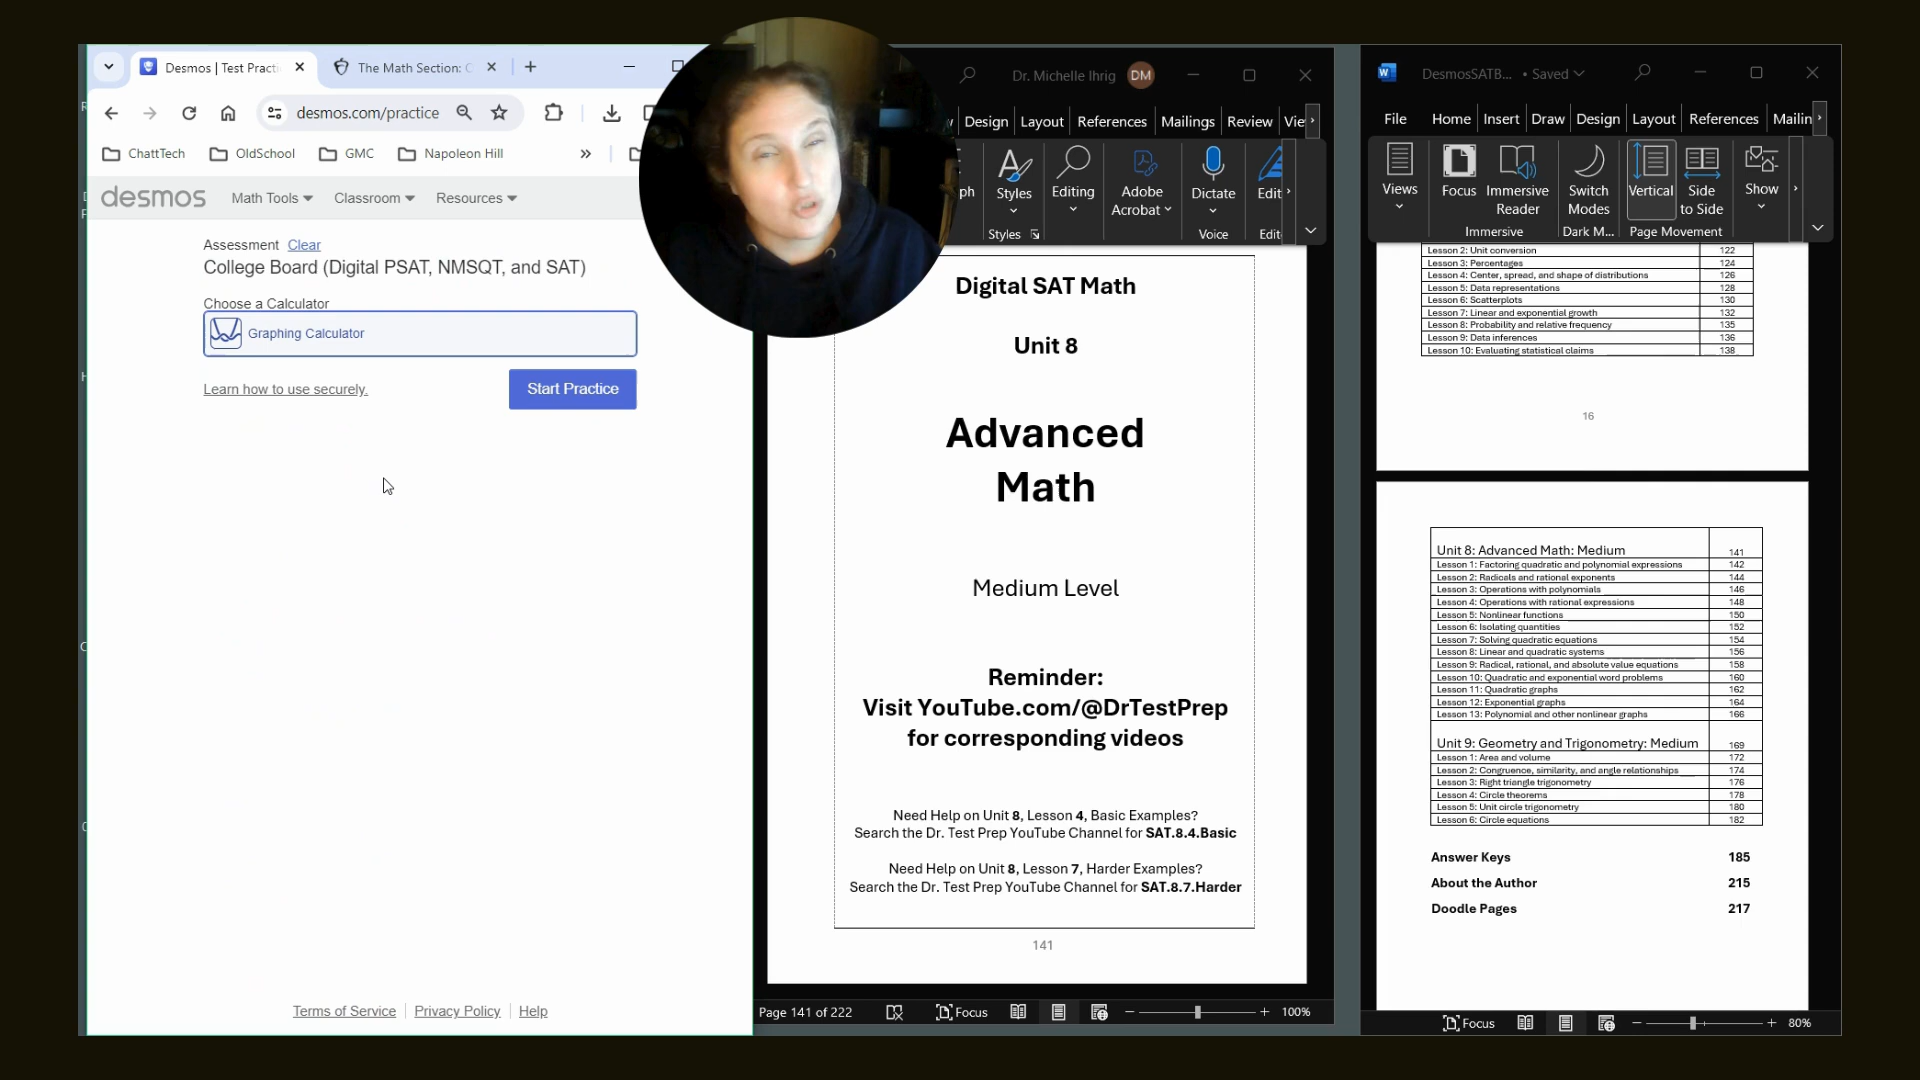 Desmos | Test Practi
The Math Section: 
desmos.com/practice
ChattTech
OldSchool
GMC
Napoleon Hill
»
desmos
Math Tools
Classroom
Resources
Assessment Clear
College Board (Digital PSAT, NMSQT, and SAT)
Choose a Calculator
Graphing Calculator
Learn how to use securely.
Start Practice
Terms of Service
Privacy Policy
Help
Dr. Michelle Ihrig DM
Design
Layout
References
Mailings
Review
Vie
ph
Styles
Editing
Adobe
Acrobat
Dictate
Edit
Styles
Voice
Edit
Digital SAT Math
Unit 8
Advanced
Math
Medium Level
Reminder:
Visit YouTube.com/@DrTestPrep
for corresponding videos
Need Help on Unit 8, Lesson 4, Basic Examples?
Search the Dr. Test Prep YouTube Channel for SAT.8.4.Basic
Need Help on Unit 8, Lesson 7, Harder Examples?
Search the Dr. Test Prep YouTube Channel for SAT.8.7.Harder
141
Page 141 of 222
Focus
100%
DesmosSATB... • Saved
File
Home
Insert
Draw
Design
Layout
References
Mailin
Views
Focus
Immersive
Reader
Switch
Modes
Vertical
Side
to Side
Show
Immersive
Dark M...
Page Movement
Lesson 2: Unit conversion 122
Lesson 3: Percentages 124
Lesson 4: Center, spread, and shape of distributions 126
Lesson 5: Data representations 128
Lesson 6: Scatterplots 130
Lesson 7: Linear and exponential growth 132
Lesson 8: Probability and relative frequency 135
Lesson 9: Data inferences 136
Lesson 10: Evaluating statistical claims 138
16
Unit 8: Advanced Math: Medium 141
Lesson 1: Factoring quadratic and polynomial expressions 142
Lesson 2: Radicals and rational exponents 144
Lesson 3: Operations with polynomials 146
Lesson 4: Operations with rational expressions 148
Lesson 5: Nonlinear functions 150
Lesson 6: Isolating quantities 152
Lesson 7: Solving quadratic equations 154
Lesson 8: Linear and quadratic systems 156
Lesson 9: Radical, rational, and absolute value equations 158
Lesson 10: Quadratic and exponential word problems 160
Lesson 11: Quadratic graphs 162
Lesson 12: Exponential graphs 164
Lesson 13: Polynomial and other nonlinear graphs 166
Unit 9: Geometry and Trigonometry: Medium 169
Lesson 1: Area and volume 172
Lesson 2: Congruence, similarity, and angle relationships 174
Lesson 3: Right triangle trigonometry 176
Lesson 4: Circle theorems 178
Lesson 5: Unit circle trigonometry 180
Lesson 6: Circle equations 182
Answer Keys 185
About the Author 215
Doodle Pages 217
Focus
80%